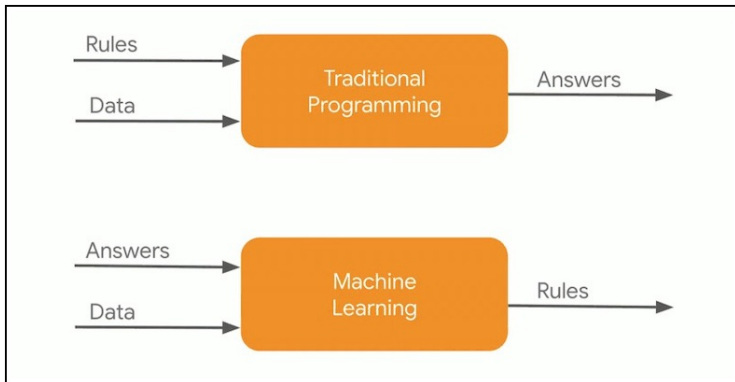 Rules
Data
Traditional
Programming
Answers
Answers
Data
Machine
Learning
Rules